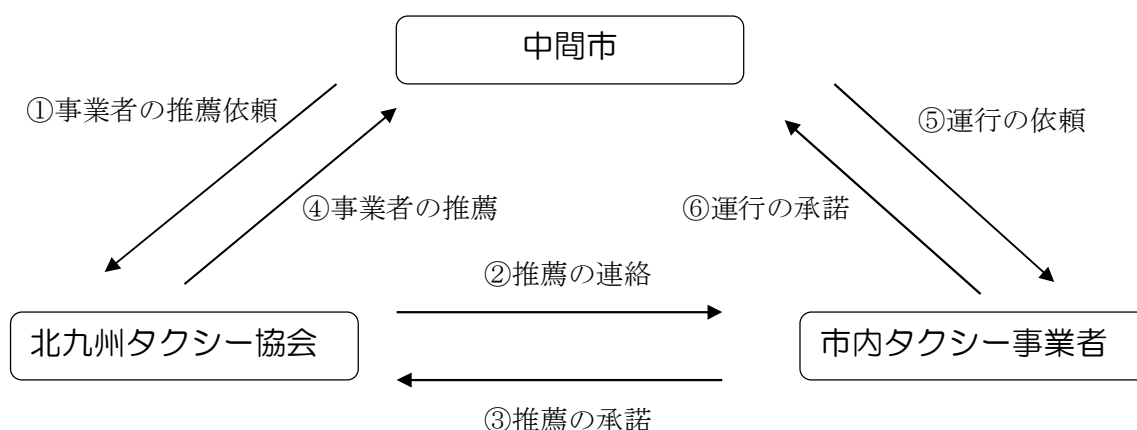 中間市
①事業者の推薦依頼
⑤運行の依頼
④事業者の推薦
⑥運行の承諾
②推薦の連絡
北九州タクシー協会
市内タクシー事業者
③推薦の承諾